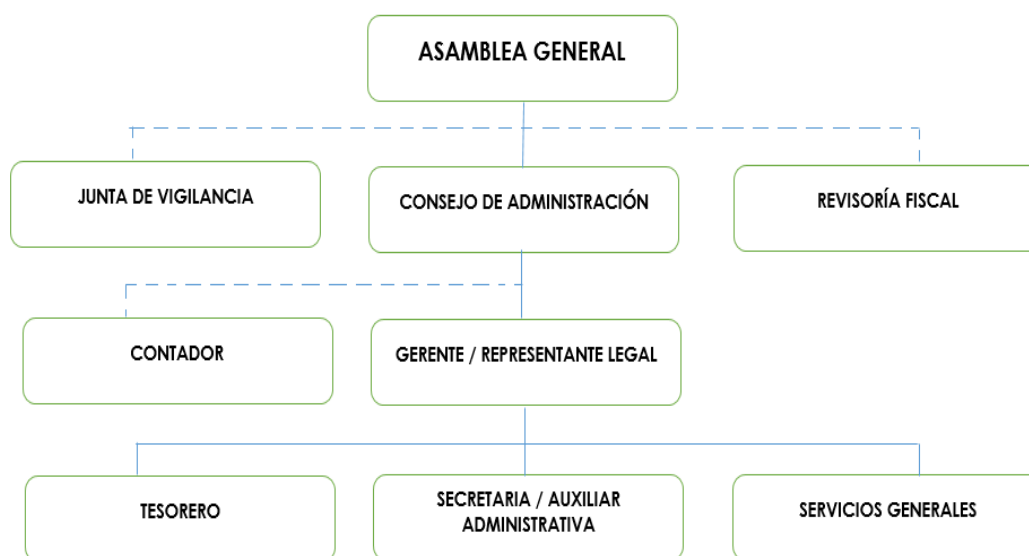 ASAMBLEA GENERAL
JUNTA DE VIGILANCIA
CONSEJO DE ADMINISTRACIÓN
REVISORÍA FISCAL
CONTADOR
GERENTE / REPRESENTANTE LEGAL
TESORERO
SECRETARIA / AUXILIAR
ADMINISTRATIVA
SERVICIOS GENERALES